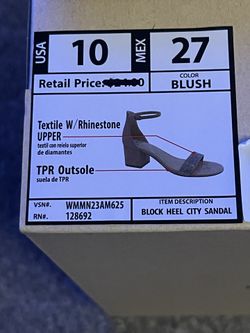 USA 10 MEX 27
Retail Price:
COLOR
BLUSH
Textile W/Rhinestone
UPPER
textil con reielo superior
de diamantes
TPR Outsole
suela de TPR
VSN#. WMMN23AM625
RN#. 128692
ITEM DESCRIPTION
BLOCK HEEL CITY SANDAL